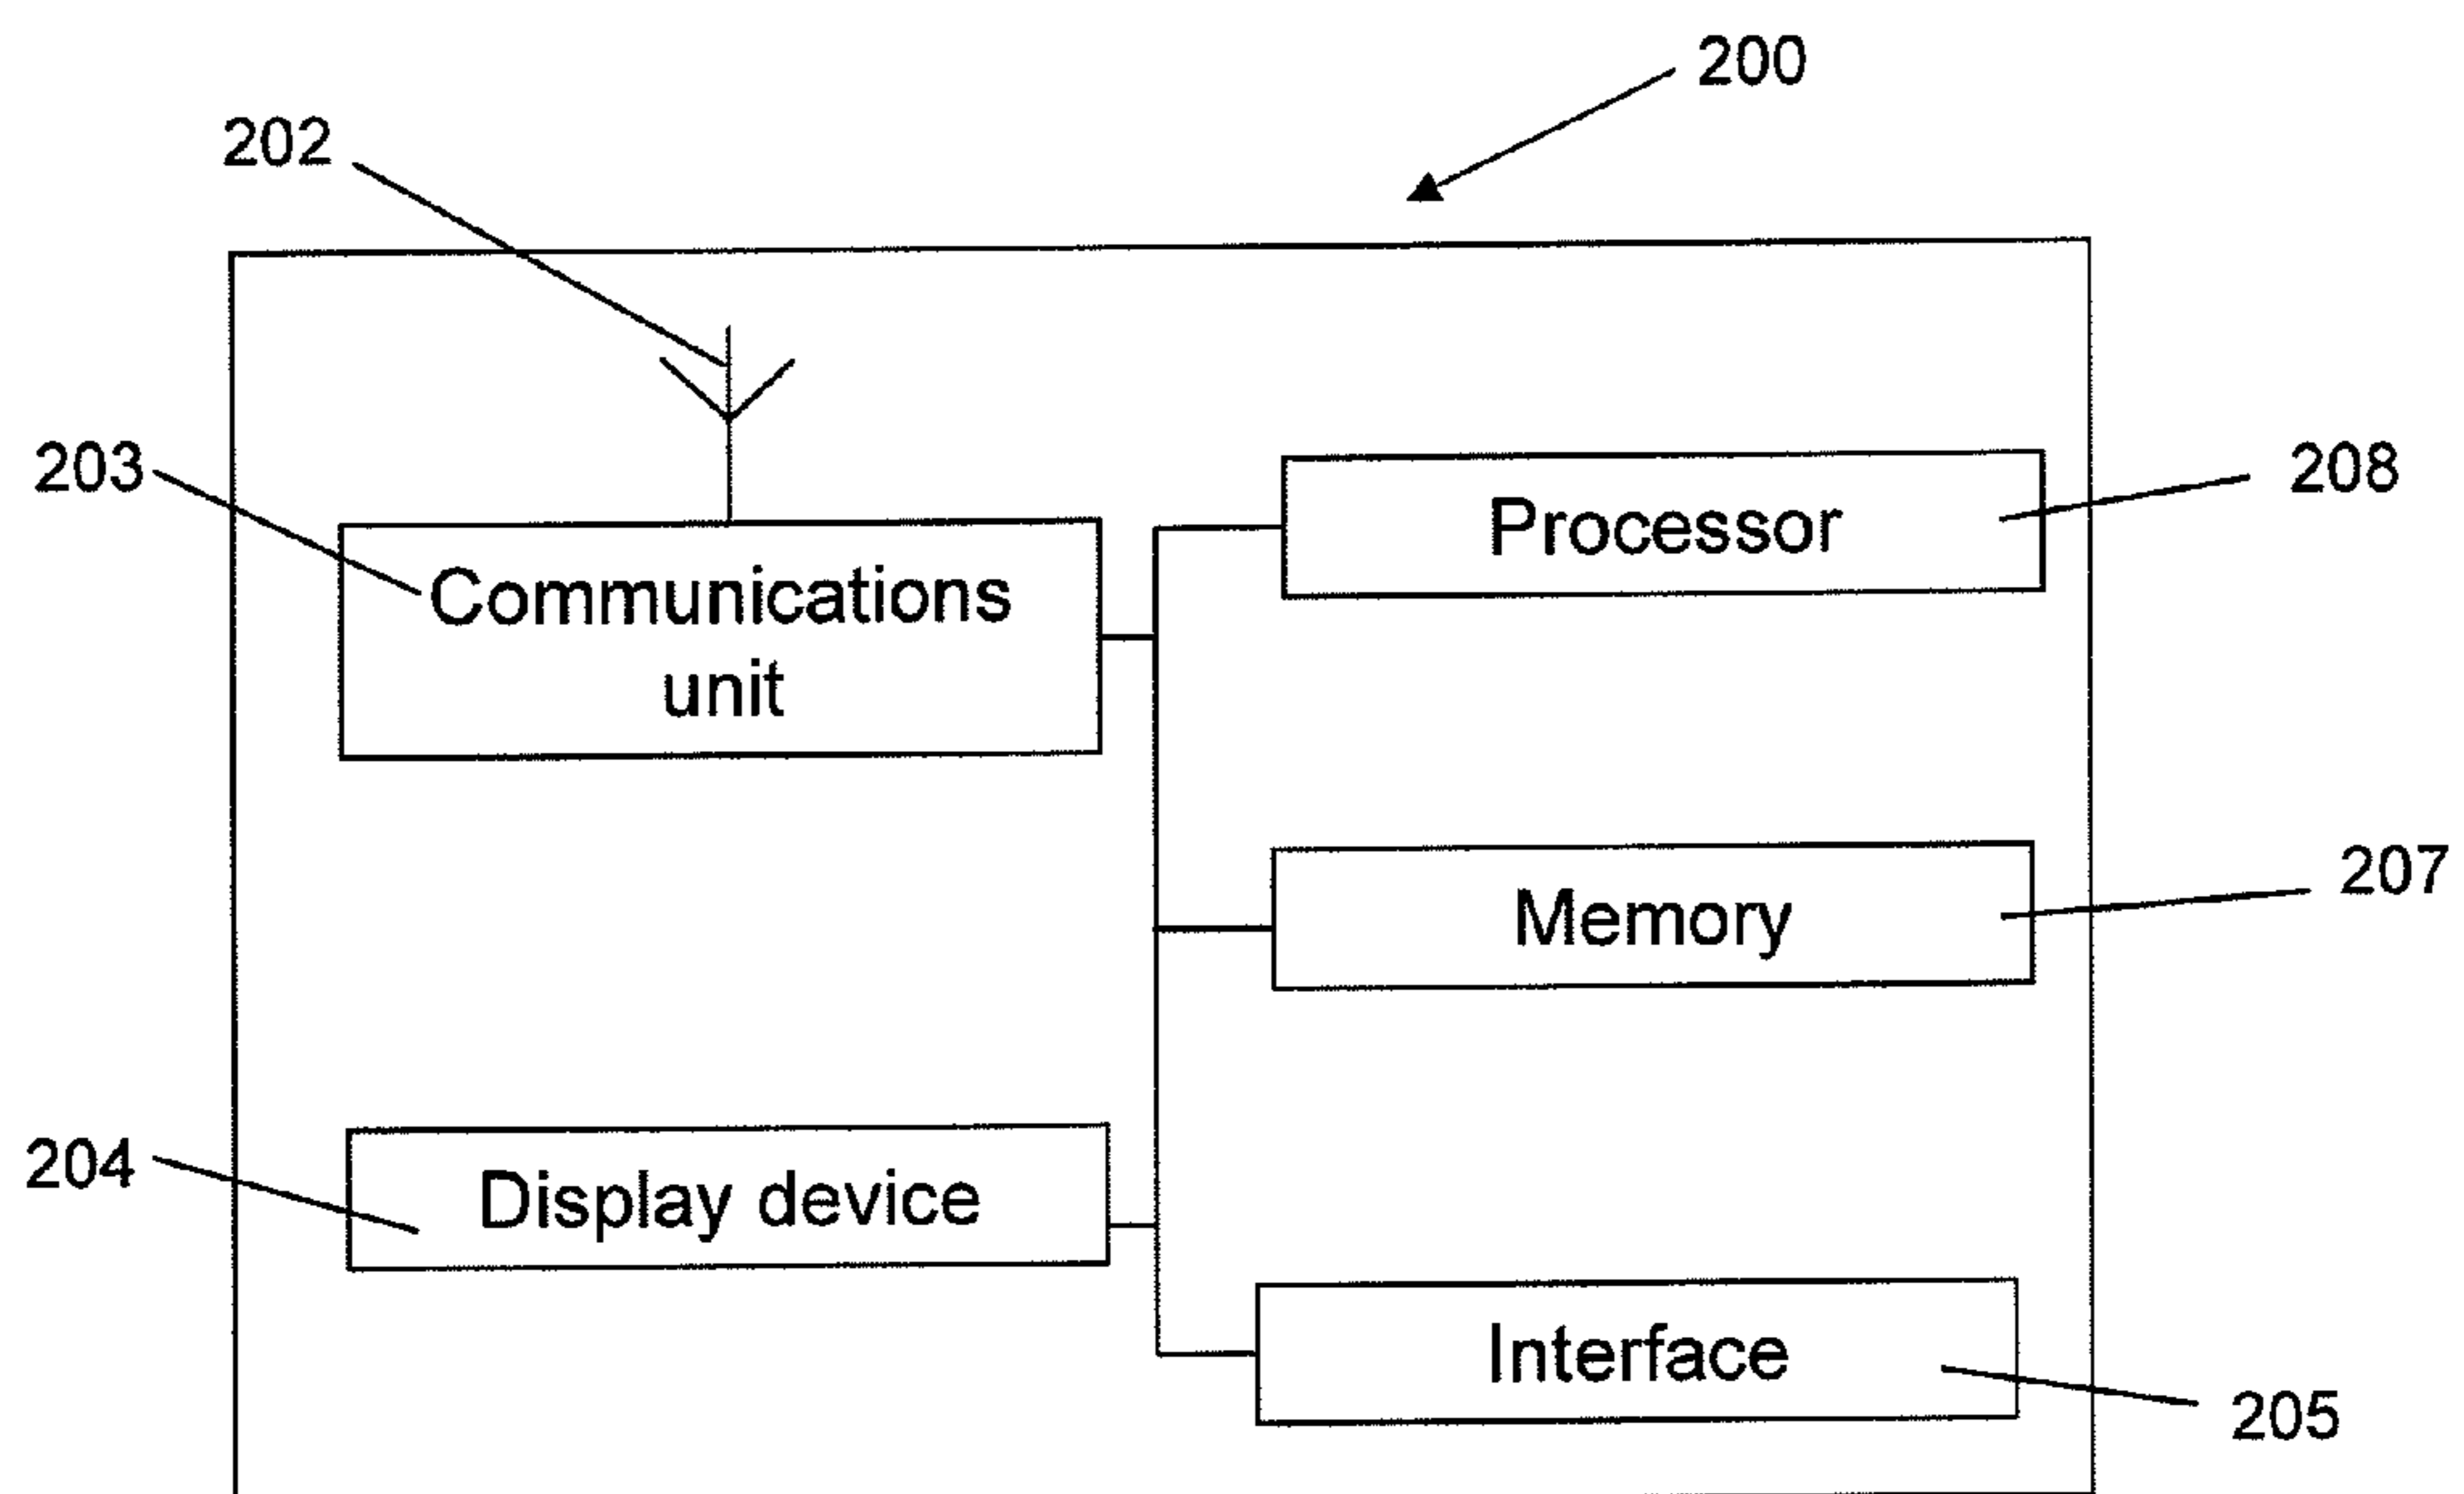 200
202
203
208
Processor
Communications
unit
207
Memory
204
Display device
Interface
205